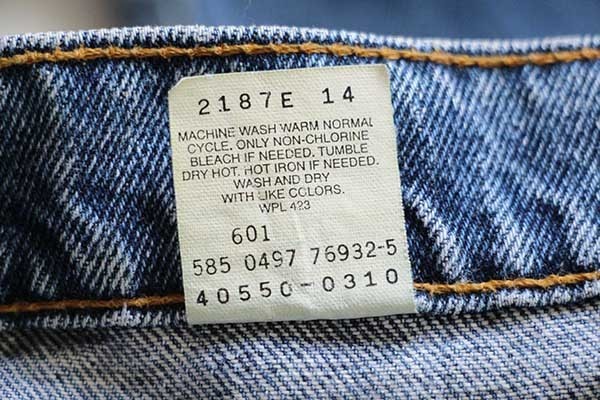 2187E 14
MACHINE WASH WARM NORMAL
CYCLE. ONLY NON-CHLORINE
BLEACH IF NEEDED. TUMBLE
DRY HOT. HOT IRON IF NEEDED.
WASH AND DRY
WITH LIKE COLORS.
WPL 423
601
585 0497 76932-5
40550-0310